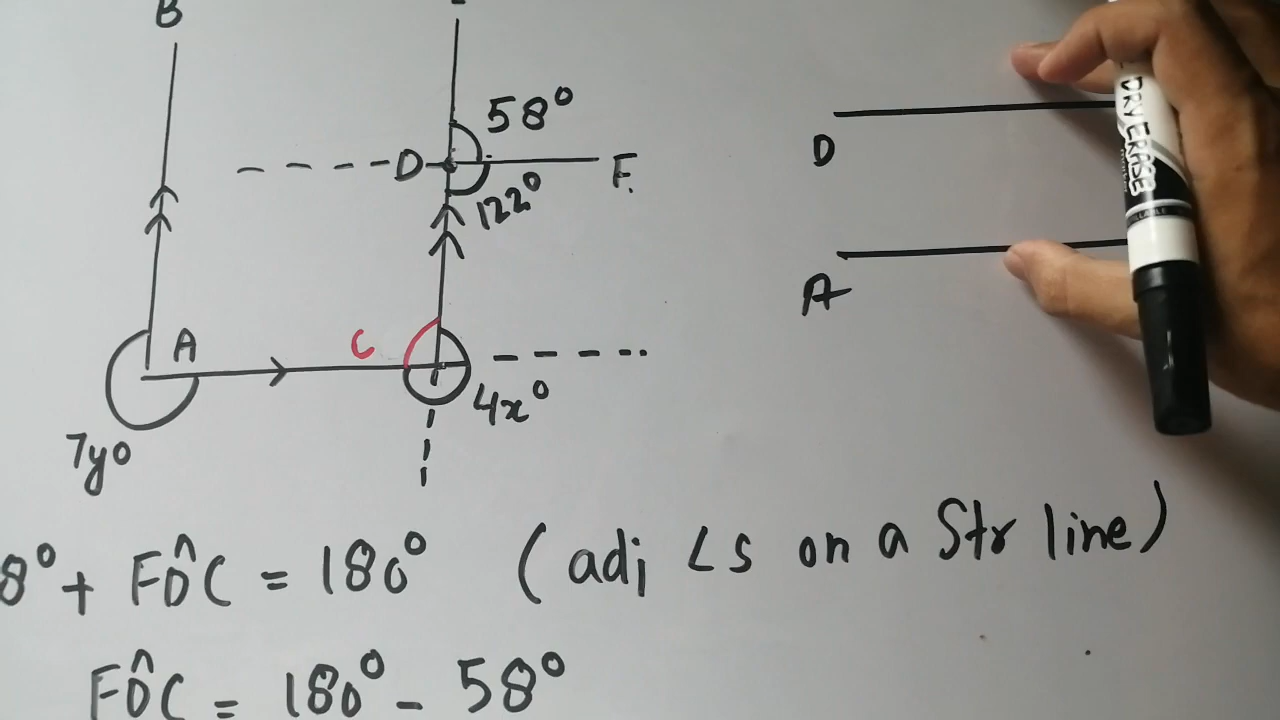 B
58°
D
F.
122°
D
DRY ERASE
A
C
A
4x°
7y°
8° + FD̂C = 180° (adj ∠s on a Str line)
FD̂C = 180° - 58°